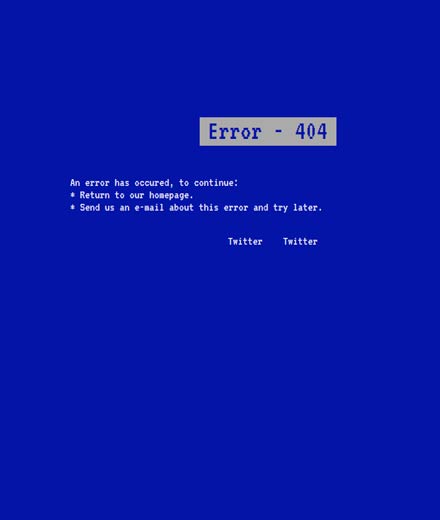 Error - 404
An error has occured, to continue:
* Return to our homepage.
* Send us an e-mail about this error and try later.
Twitter Twitter